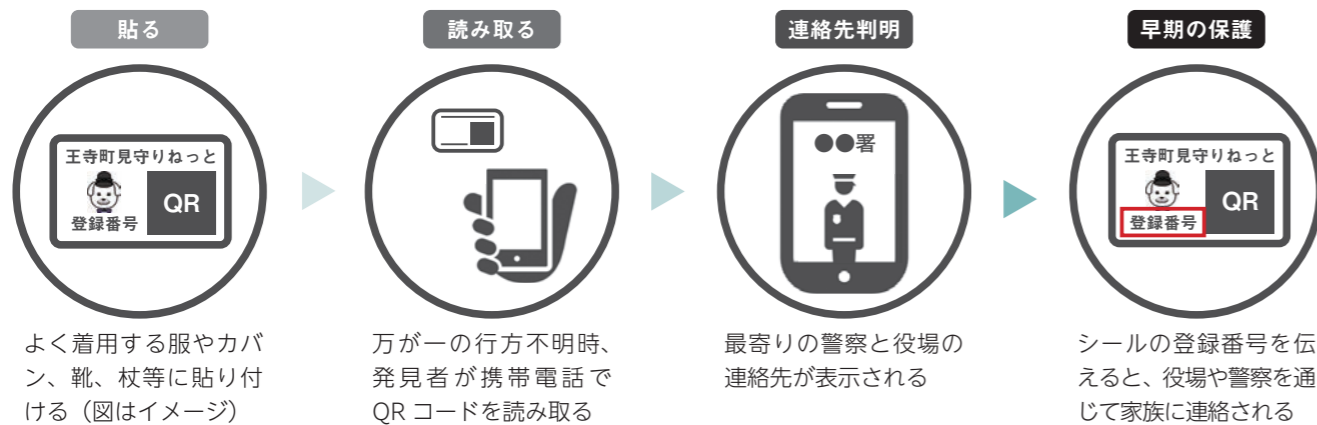 貼る
王寺町見守りねっと
登録番号
QR
よく着用する服やカバ
ン、靴、杖等に貼り付
ける（図はイメージ）
読み取る
万が一の行方不明時、
発見者が携帯電話で
QR コードを読み取る
連絡先判明
●●署
最寄りの警察と役場の
連絡先が表示される
早期の保護
王寺町見守りねっと
登録番号
QR
シールの登録番号を伝
えると、役場や警察を通
じて家族に連絡される